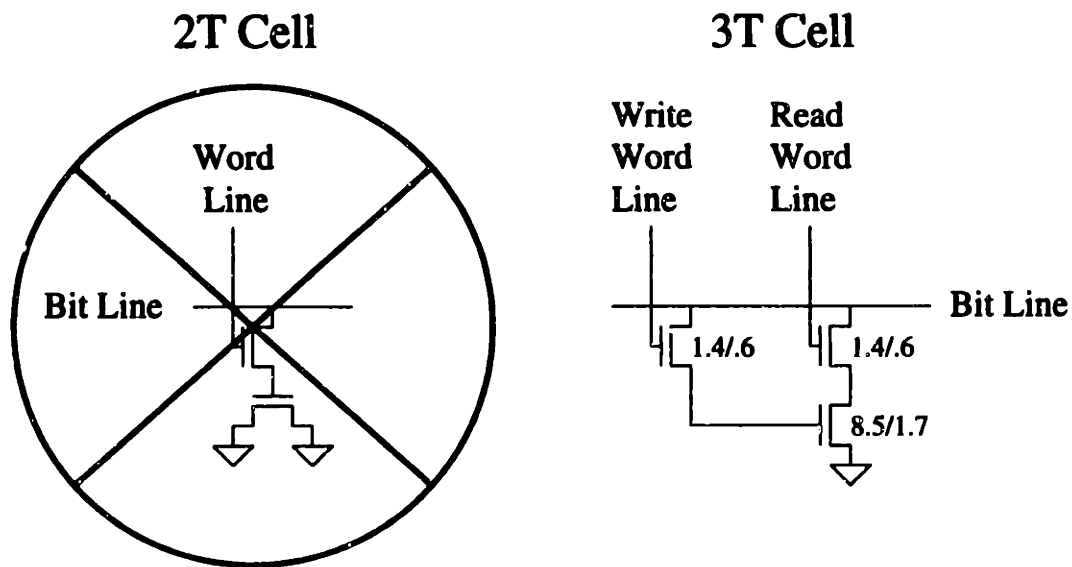 2T Cell
Word
Line
Bit Line
3T Cell
Write
Word
Line
Read
Word
Line
Bit Line
1.4/.6
1.4/.6
8.5/1.7